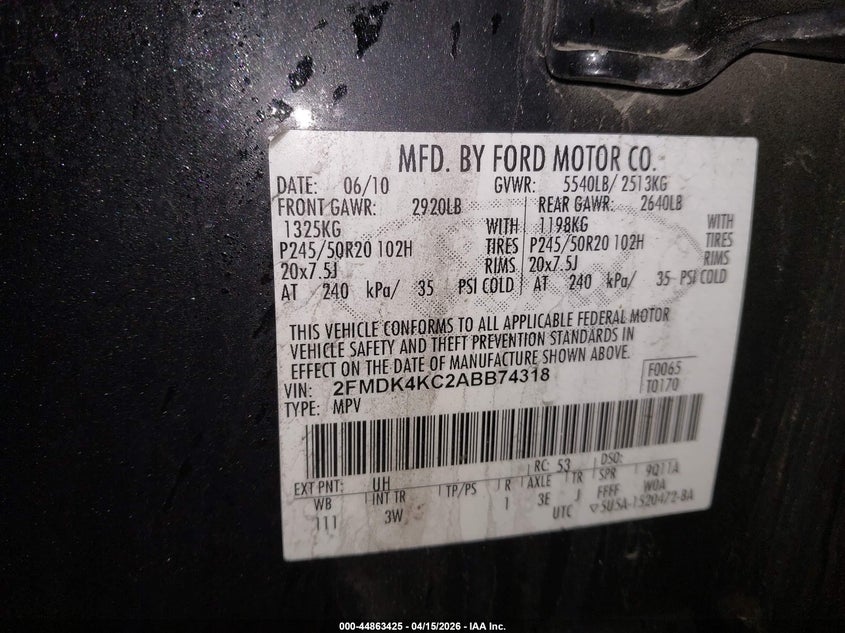 MFD. BY FORD MOTOR CO.
DATE: 06/10 GVWR: 5540LB/ 2513KG
FRONT GAWR: 2920LB REAR GAWR: 2640LB
1325KG WITH 1198KG WITH
P245/50R20 102H TIRES P245/50R20 102H TIRES
20x7.5J RIMS 20x7.5J RIMS
AT 240 kPa/ 35 PSI COLD AT 240 kPa/ 35 PSI COLD
THIS VEHICLE CONFORMS TO ALL APPLICABLE FEDERAL MOTOR
VEHICLE SAFETY AND THEFT PREVENTION STANDARDS IN
EFFECT ON THE DATE OF MANUFACTURE SHOWN ABOVE.
VIN: 2FMDK4KC2ABB74318 F0065
TYPE: MPV T0170
EXT PNT: UH RC: 53 DSO:
WB INT TR TP/PS R AXLE TR SPR 9Q11A
111 3W 1 3E J FFFF W0A
UTC ▽5USA-1520472-BA
000-44863425 - 04/15/2026 - IAA Inc.